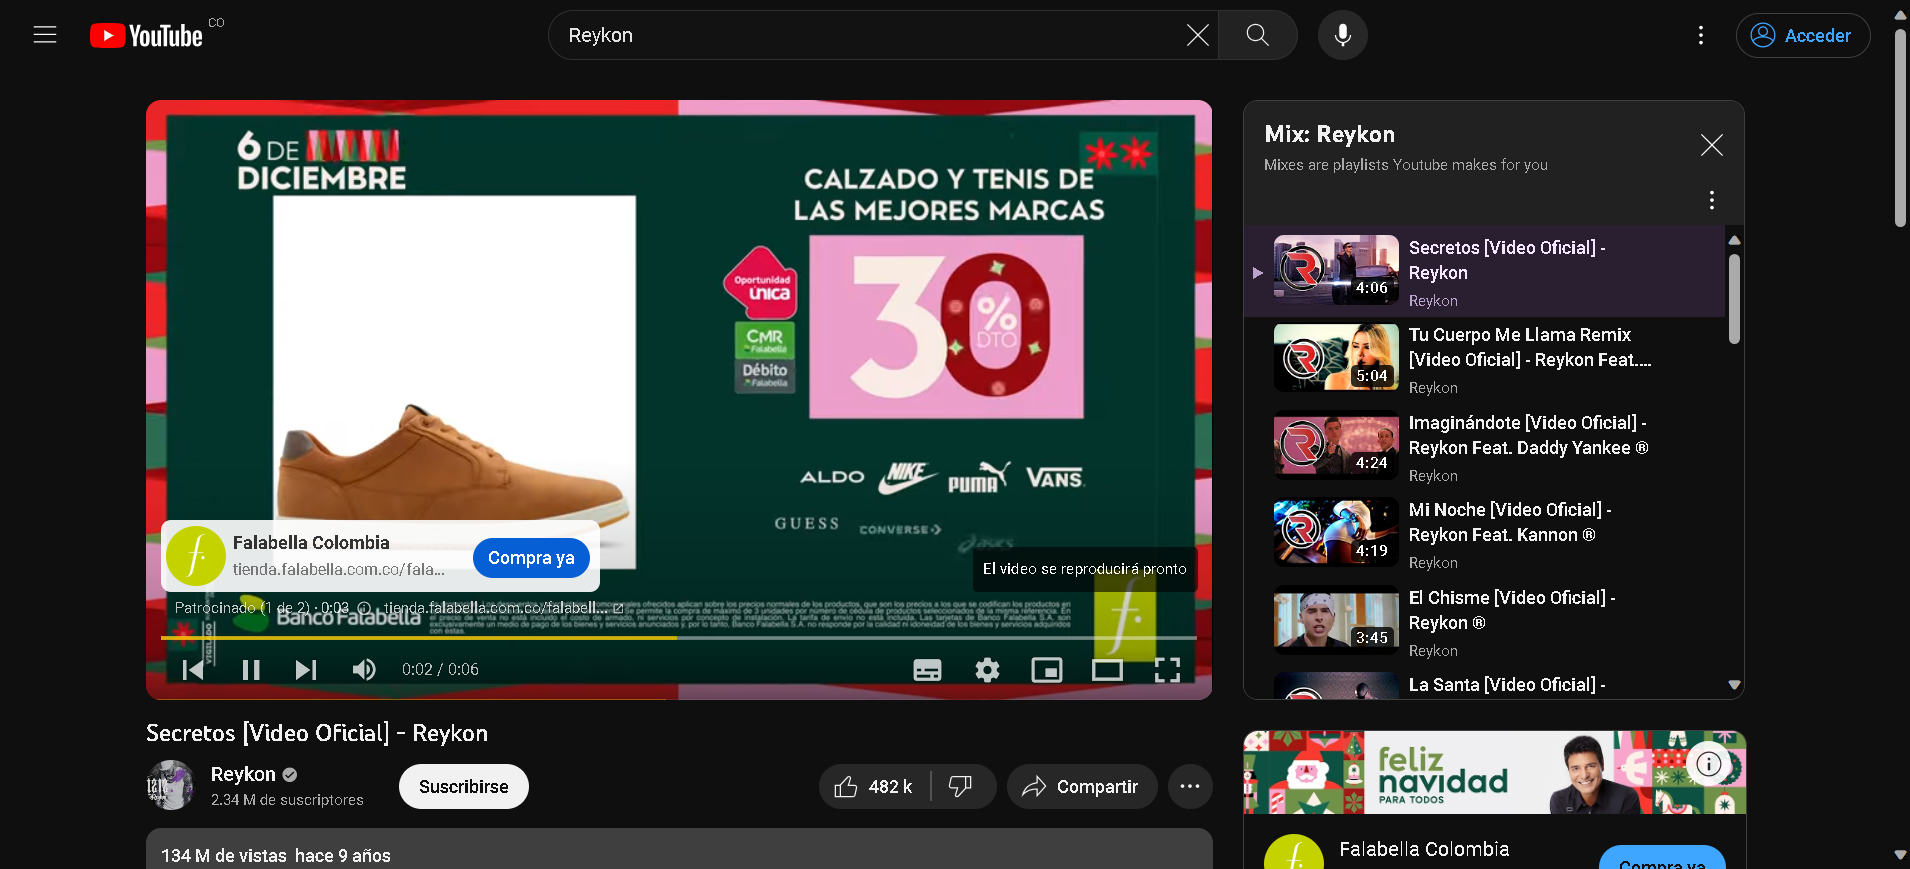 YouTube CO
Reykon
Acceder
6 DE
DICIEMBRE
CALZADO Y TENIS DE
LAS MEJORES MARCAS
Oportunidad
única
CMR
Falabella
Débito
Falabella
30 % DTO
ALDO NIKE PUMA VANS
GUESS CONVERSE
asics
Falabella Colombia
tienda.falabella.com.co/fala...
Compra ya
El video se reproducirá pronto
Patrocinado (1 de 2) · 0:03 tienda.falabella.com.co/falabell...
Banco Falabella
VIGILADO
0:02 / 0:06
Secretos [Video Oficial] - Reykon
Reykon
2.34 M de suscriptores
Suscribirse
482 k
Compartir
134 M de vistas hace 9 años
Mix: Reykon
Mixes are playlists Youtube makes for you
4:06
Secretos [Video Oficial] -
Reykon
Reykon
5:04
Tu Cuerpo Me Llama Remix
[Video Oficial] - Reykon Feat....
Reykon
4:24
Imaginándote [Video Oficial] -
Reykon Feat. Daddy Yankee ®
Reykon
4:19
Mi Noche [Video Oficial] -
Reykon Feat. Kannon ®
Reykon
3:45
El Chisme [Video Oficial] -
Reykon ®
Reykon
La Santa [Video Oficial] -
feliz
navidad
PARA TODOS
Falabella Colombia
Compra ya